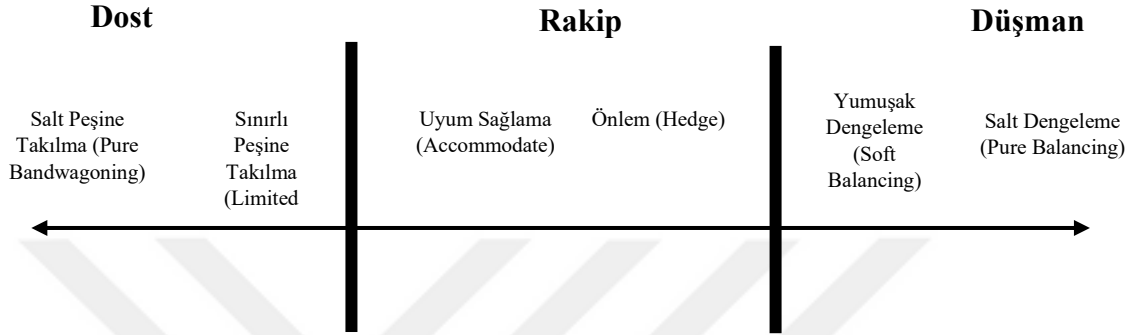 Dost
Rakip
Düşman
Salt Peşine
Takılma (Pure
Bandwagoning)
Sınırlı
Peşine
Takılma
(Limited
Uyum Sağlama
(Accommodate)
Önlem (Hedge)
Yumuşak
Dengeleme
(Soft
Balancing)
Salt Dengeleme
(Pure Balancing)